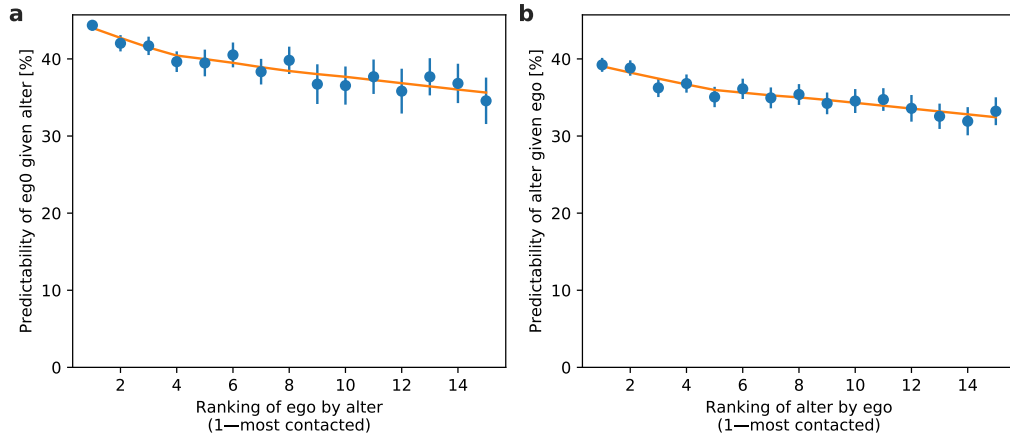 a
Predictability of eg0 given alter [%]
40
30
20
10
0
2 4 6 8 10 12 14
Ranking of ego by alter
(1—most contacted)
b
Predictability of alter given ego [%]
40
30
20
10
0
2 4 6 8 10 12 14
Ranking of alter by ego
(1—most contacted)